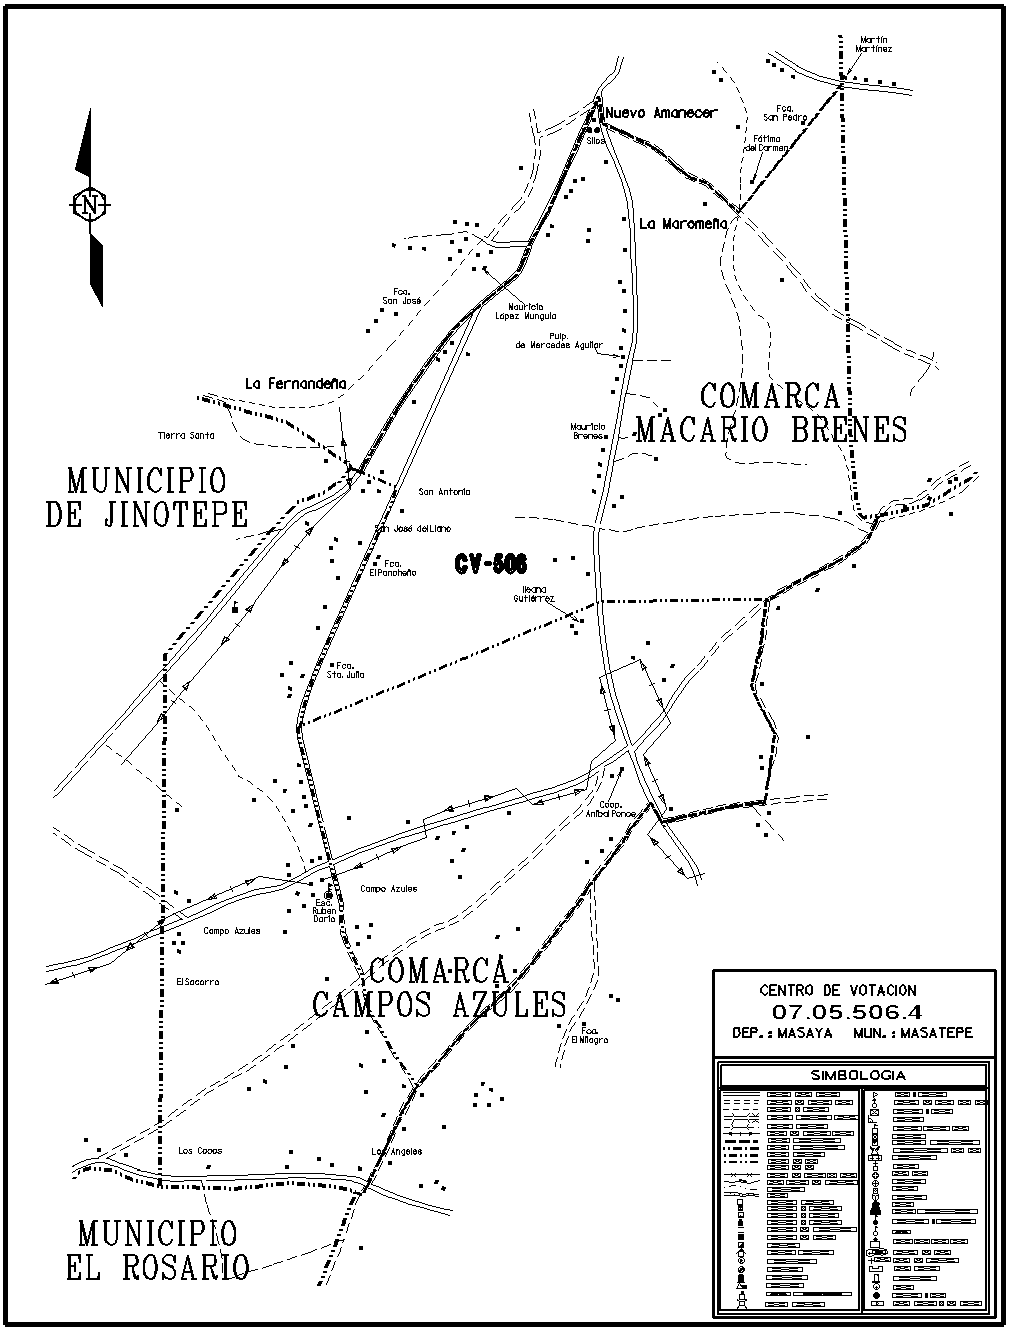 Martín
Martínez
Nuevo Amanecer
Fca.
San Pedro
Silos
Fátima
del Carmen
N
La Maromeña
Fca.
San José
Mauricio
López Munguía
Pulp.
de Mercedes Aguilar
La Fernandeña
COMARCA
MACARIO BRENES
Tierra Santa
Mauricio
Brenes
MUNICIPIO
DE JINOTEPE
San Antonio
San José del Llano
Fca.
El Panameño
CV-506
Ileana
Gutiérrez
Fca.
Sta. Julia
Coop.
Aníbal Ponce
Campo Azules
Esc.
Ruben
Darío
Campo Azules
COMARCA
CAMPOS AZULES
El Socorro
Fca.
El Milagro
CENTRO DE VOTACION
07.05.506.4
DEP.: MASAYA MUN.: MASATEPE
SIMBOLOGIA
Los Cocos
Los Angeles
MUNICIPIO
EL ROSARIO